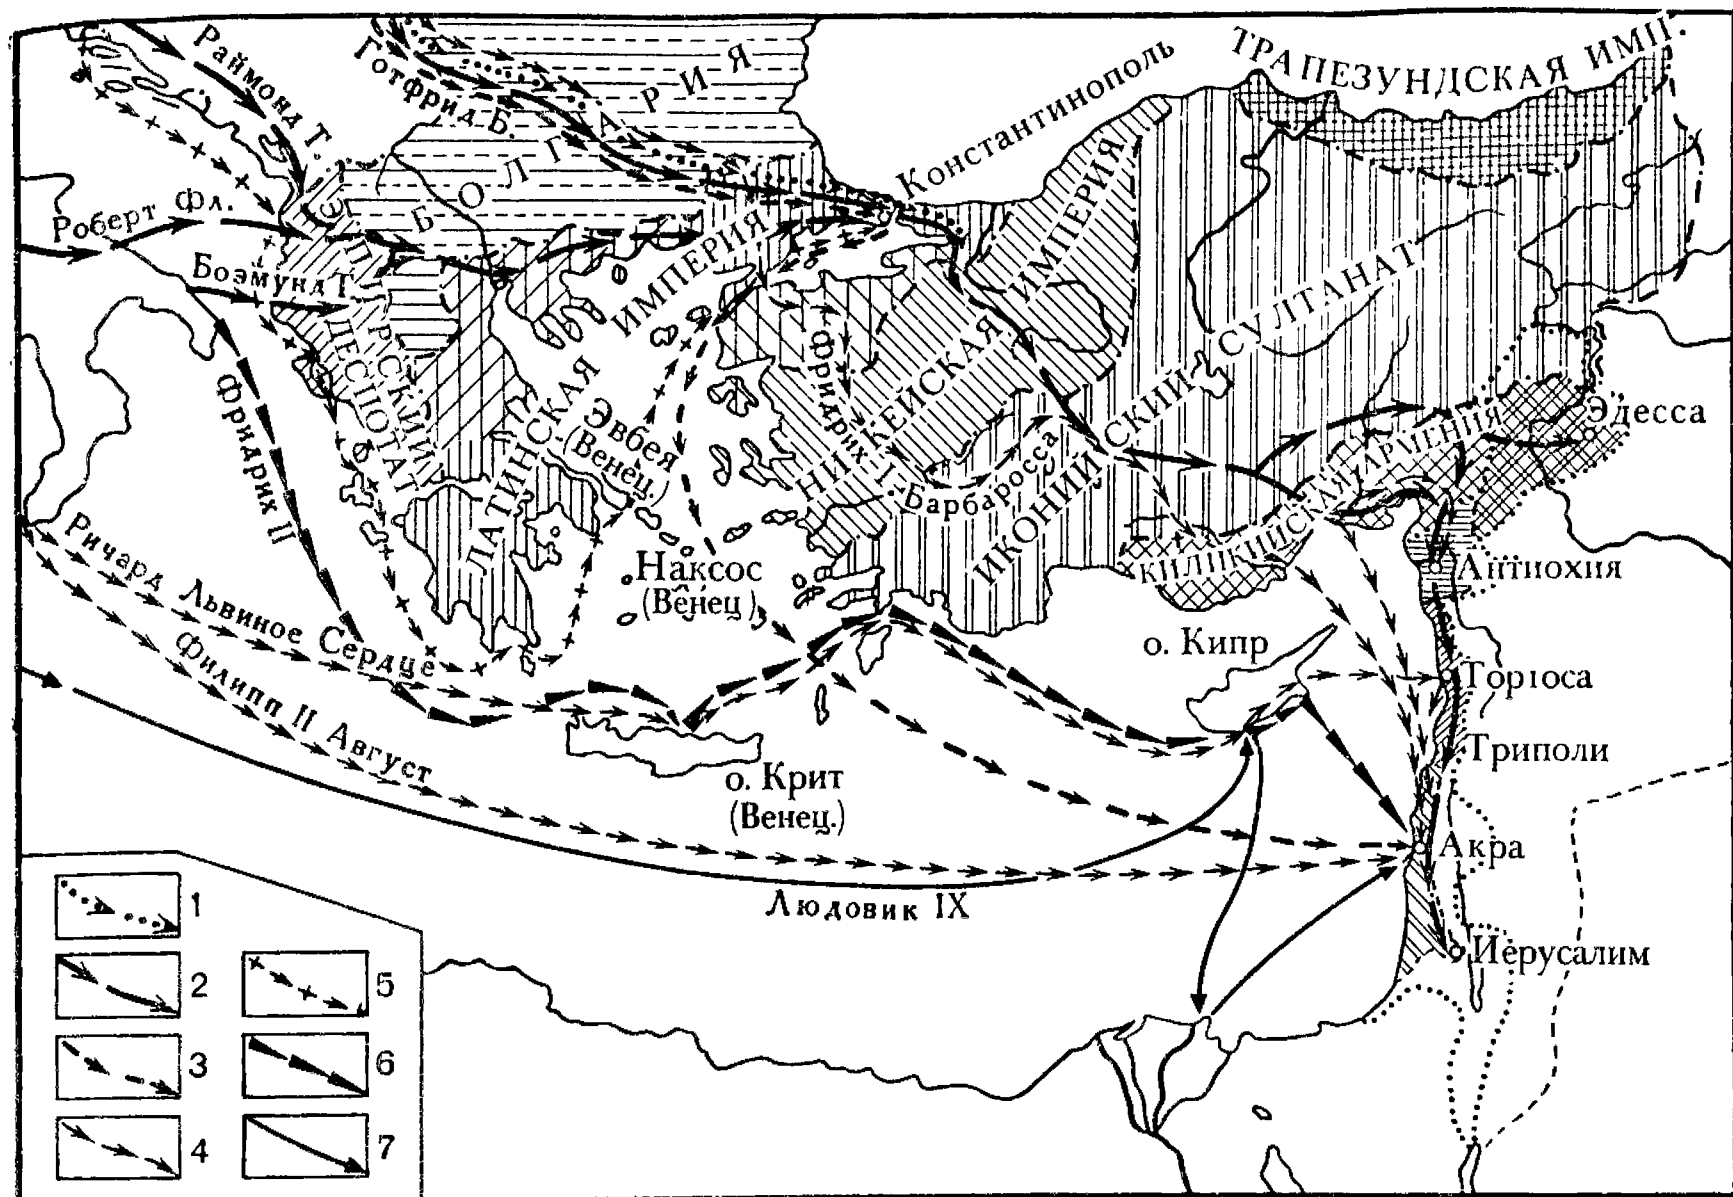 Раймонд Т.
Готфрид Б.
БОЛГАРИЯ
Константинополь
ТРАПЕЗУНДСКАЯ ИМП.
Роберт Фл.
Боэмунд Т.
ЭПИРСКИЙ
ДЕСПОТАТ
ЛАТИНСКАЯ ИМПЕРИЯ
НИКЕЙСКАЯ ИМПЕРИЯ
ИКОНИЙСКИЙ СУЛТАНАТ
Фридрих I
Барбаросса
КИЛИКИЙСКАЯ АРМЕНИЯ
Эдесса
Эвбея
(Венец.)
Фридрих II
Наксос
(Венец)
Антиохия
о. Кипр
Ричард Львиное Сердце
Филипп II Август
Тортоса
Триполи
о. Крит
(Венец.)
Акра
Людовик IX
Иерусалим
1
2
3
4
5
6
7